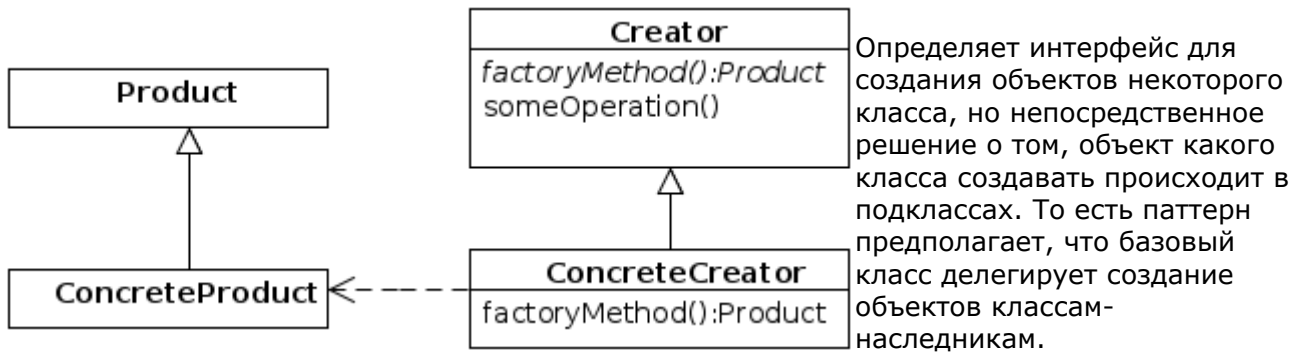 Product
ConcreteProduct
Creator
factoryMethod():Product
someOperation()
ConcreteCreator
factoryMethod():Product
Определяет интерфейс для
создания объектов некоторого
класса, но непосредственное
решение о том, объект какого
класса создавать происходит в
подклассах. То есть паттерн
предполагает, что базовый
класс делегирует создание
объектов классам-
наследникам.